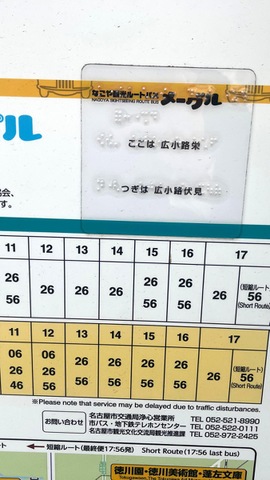 なごや観光ルートバス メーグル
NAGOYA SIGHTSEEING ROUTE BUS
ここは 広小路栄
つぎは 広小路伏見
グル
会、
す。
11 12 13 14 15 16 17
26 56 26 56 26 26 56 26 56 26 26 (短縮ルート) 56 (Short Route)
11 12 13 14 15 16 17
06 26 46 06 26 56 26 56 26 56 26 56 26 56 26 (短縮ルート) 56 (Short Route)
*Please note that service may be delayed due to traffic disturbances.
お問い合わせ
名古屋市交通局浄心営業所 TEL 052-521-8990
市バス・地下鉄テレホンセンター TEL 052-522-0111
名古屋市観光文化交流局観光推進課 TEL 052-972-2425
短縮ルート(最終便17:56発) Short Route (17:56 last bus)
徳川園・徳川美術館・蓬左文庫